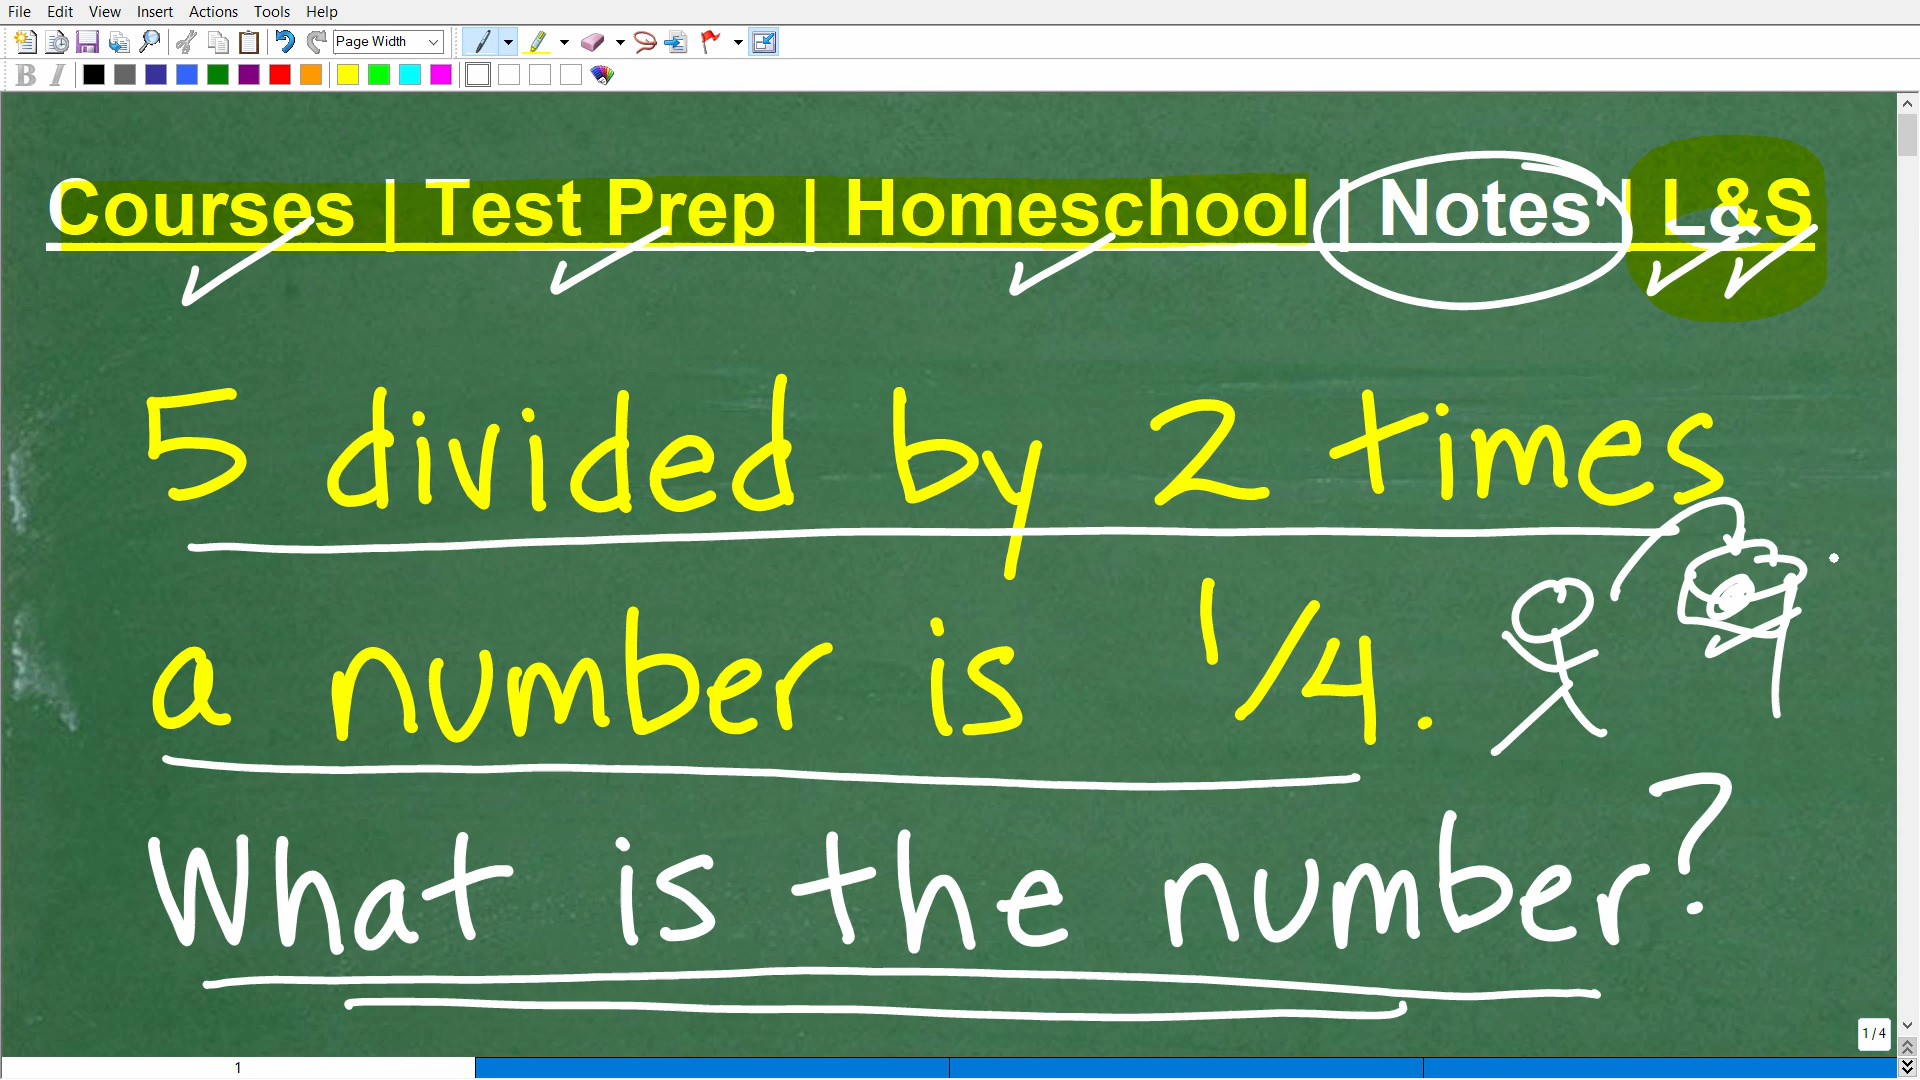 File Edit View Insert Actions Tools Help
Page Width
B I
Courses | Test Prep | Homeschool | Notes | L&S
5 divided by 2 times
a number is 1/4.
What is the number?
1 / 4
1